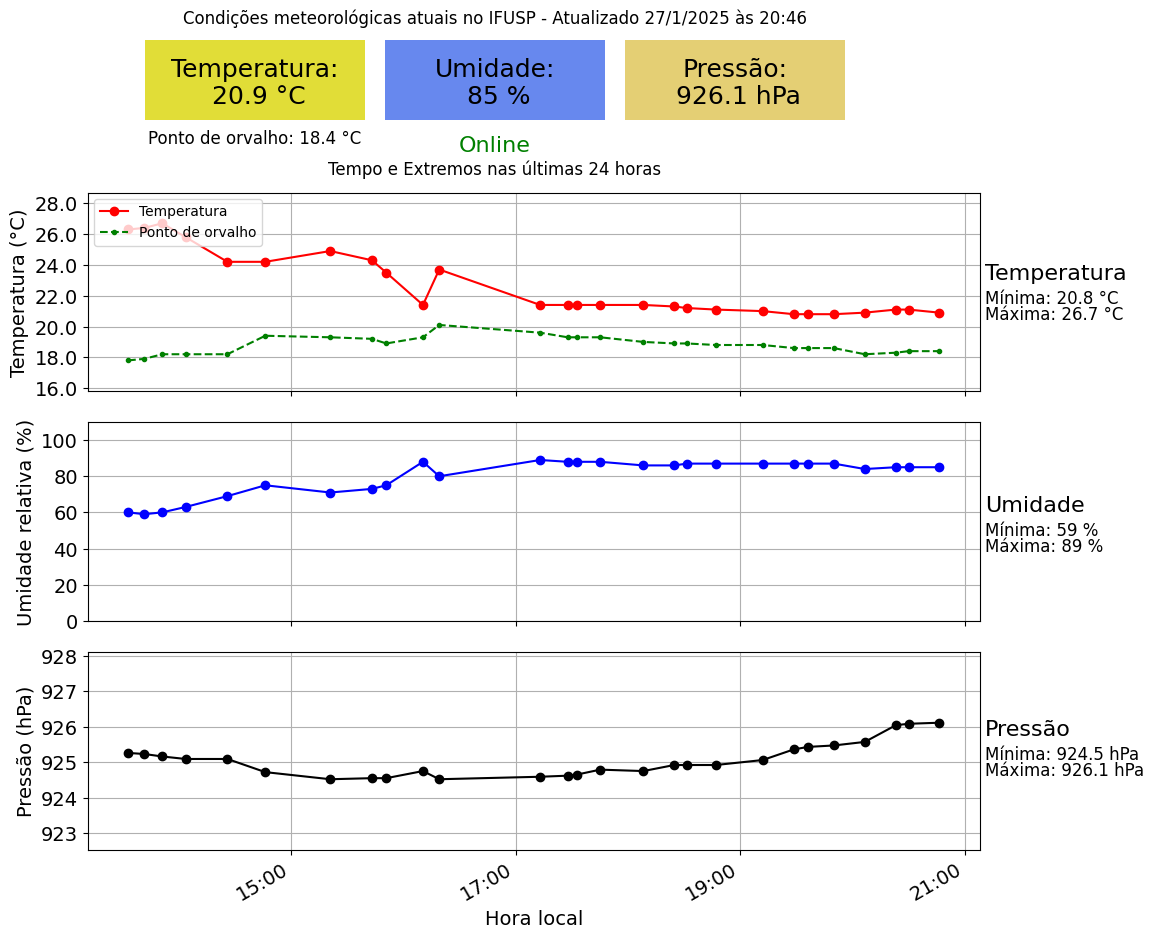 Condições meteorológicas atuais no IFUSP - Atualizado 27/1/2025 às 20:46
Temperatura:
20.9 °C
Umidade:
85 %
Pressão:
926.1 hPa
Ponto de orvalho: 18.4 °C
Online
Tempo e Extremos nas últimas 24 horas
Temperatura (°C)
28.0
26.0
24.0
22.0
20.0
18.0
16.0
Temperatura
Ponto de orvalho
Temperatura
Mínima: 20.8 °C
Máxima: 26.7 °C
Umidade relativa (%)
100
80
60
40
20
0
Umidade
Mínima: 59 %
Máxima: 89 %
Pressão (hPa)
928
927
926
925
924
923
Pressão
Mínima: 924.5 hPa
Máxima: 926.1 hPa
15:00
17:00
19:00
21:00
Hora local